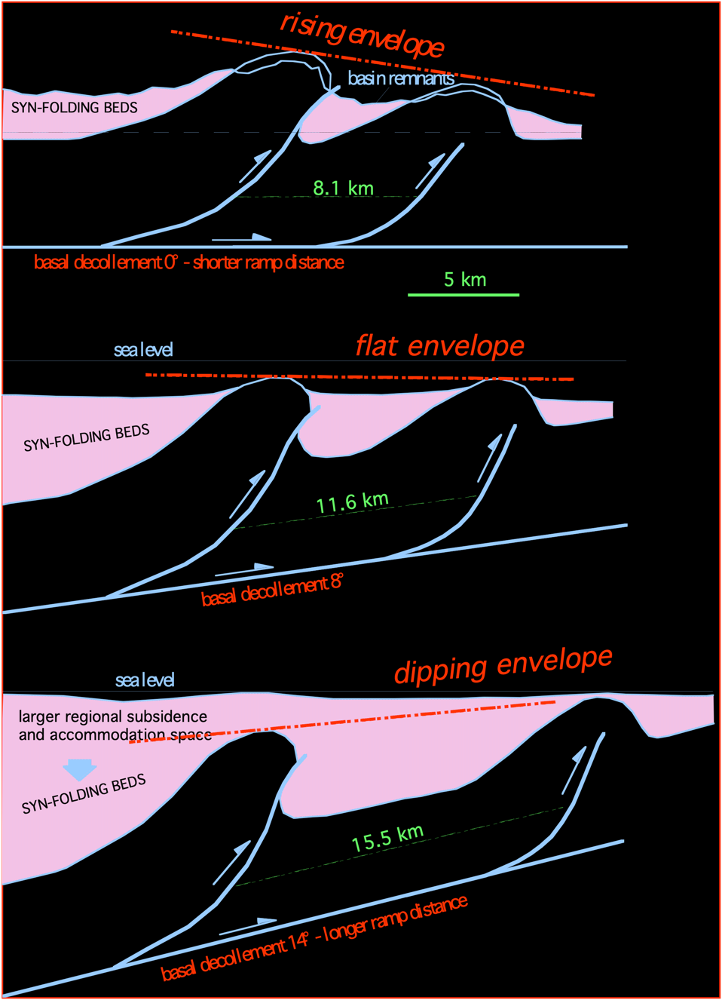 rising envelope
basin remnants
SYN-FOLDING BEDS
8.1 km
basal decollement 0° - shorter ramp distance
5 km
sea level
flat envelope
SYN-FOLDING BEDS
11.6 km
basal decollement 8°
sea level
dipping envelope
larger regional subsidence
and accommodation space
SYN-FOLDING BEDS
15.5 km
basal decollement 14° - longer ramp distance